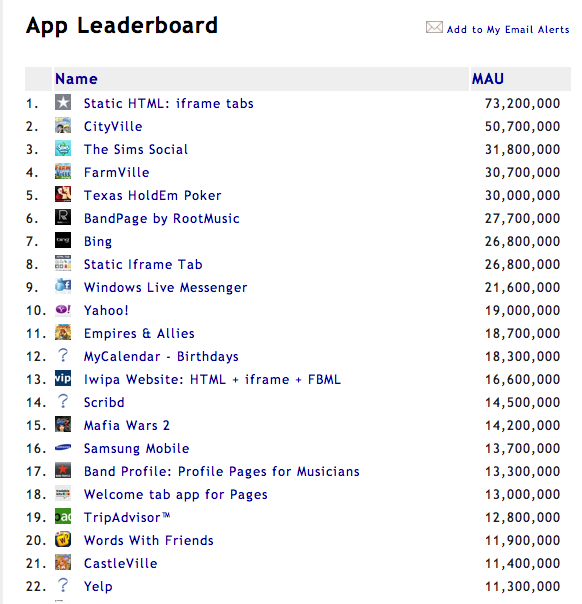 App Leaderboard
Add to My Email Alerts
Name MAU
1. Static HTML: iframe tabs 73,200,000
2. CityVille 50,700,000
3. The Sims Social 31,800,000
4. FarmVille 30,700,000
5. Texas HoldEm Poker 30,000,000
6. BandPage by RootMusic 27,700,000
7. Bing 26,800,000
8. Static Iframe Tab 26,800,000
9. Windows Live Messenger 21,600,000
10. Yahoo! 19,000,000
11. Empires & Allies 18,700,000
12. ? MyCalendar - Birthdays 18,300,000
13. wip Iwipa Website: HTML + iframe + FBML 16,600,000
14. ? Scribd 14,500,000
15. Mafia Wars 2 14,200,000
16. Samsung Mobile 13,700,000
17. Band Profile: Profile Pages for Musicians 13,300,000
18. Welcome tab app for Pages 13,000,000
19. TripAdvisor™ 12,800,000
20. Words With Friends 11,900,000
21. CastleVille 11,400,000
22. ? Yelp 11,300,000